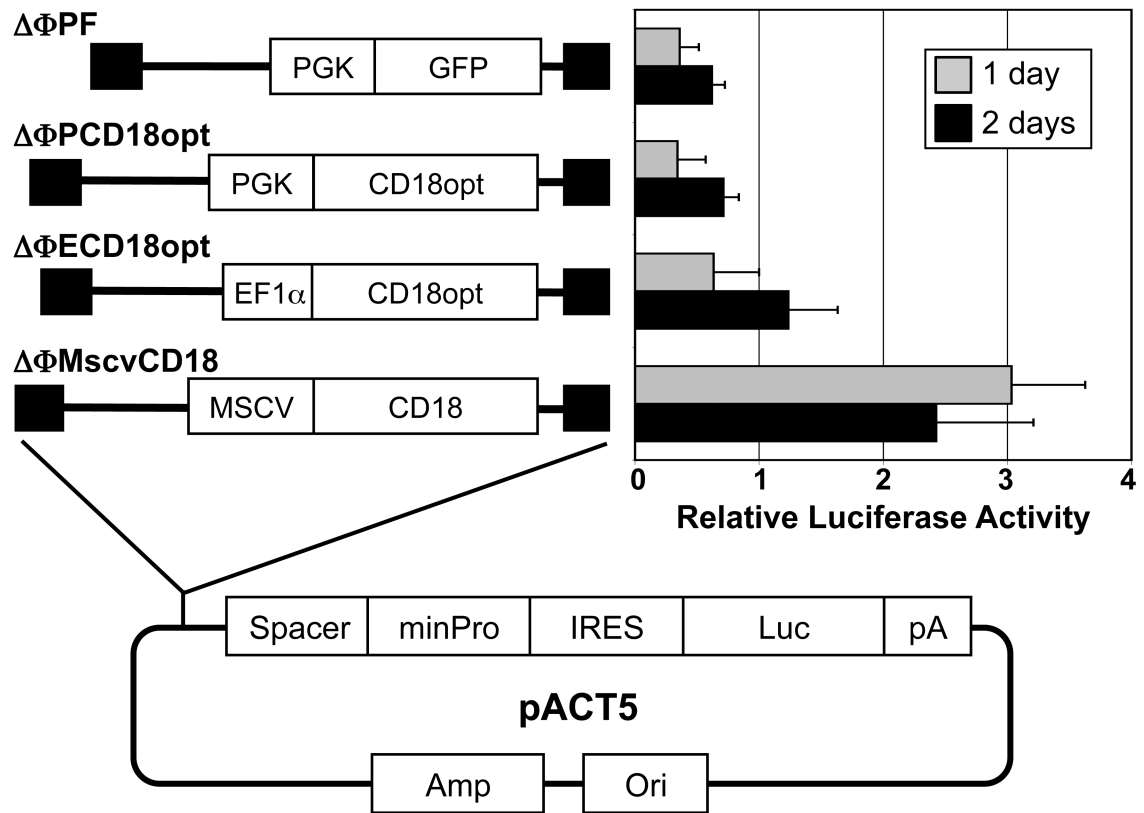 ΔΦPF
PGK GFP
ΔΦPCD18opt
PGK CD18opt
ΔΦECD18opt
EF1α CD18opt
ΔΦMscvCD18
MSCV CD18
1 day
2 days
0 1 2 3 4
Relative Luciferase Activity
Spacer minPro IRES Luc pA
pACT5
Amp Ori